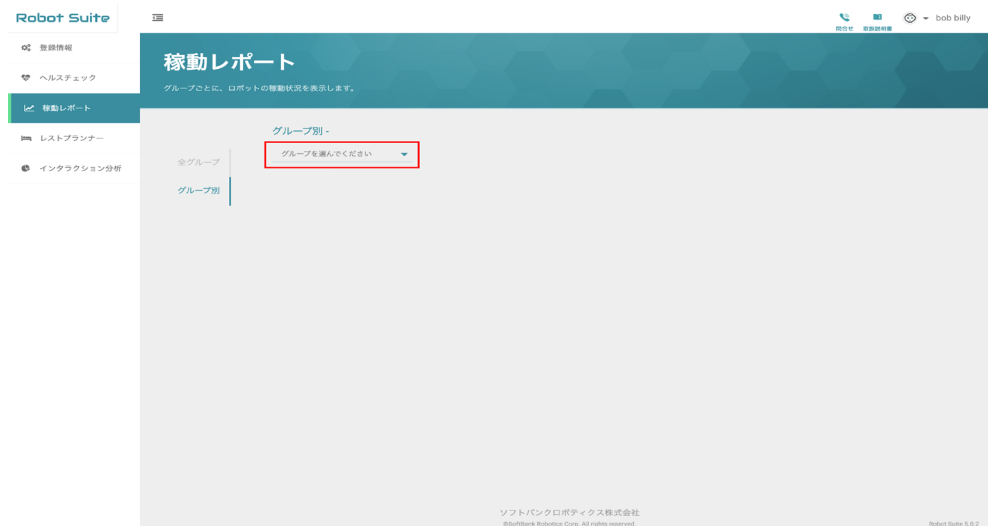 Robot Suite
問合せ
取扱説明書
bob billy
登録情報
ヘルスチェック
稼動レポート
レストプランナー
インタラクション分析
稼動レポート
グループごとに、ロボットの稼動状況を表示します。
全グループ
グループ別
グループ別 -
グループを選んでください
ソフトバンクロボティクス株式会社
©SoftBank Robotics Corp. All rights reserved.
Robot Suite 5.0.2